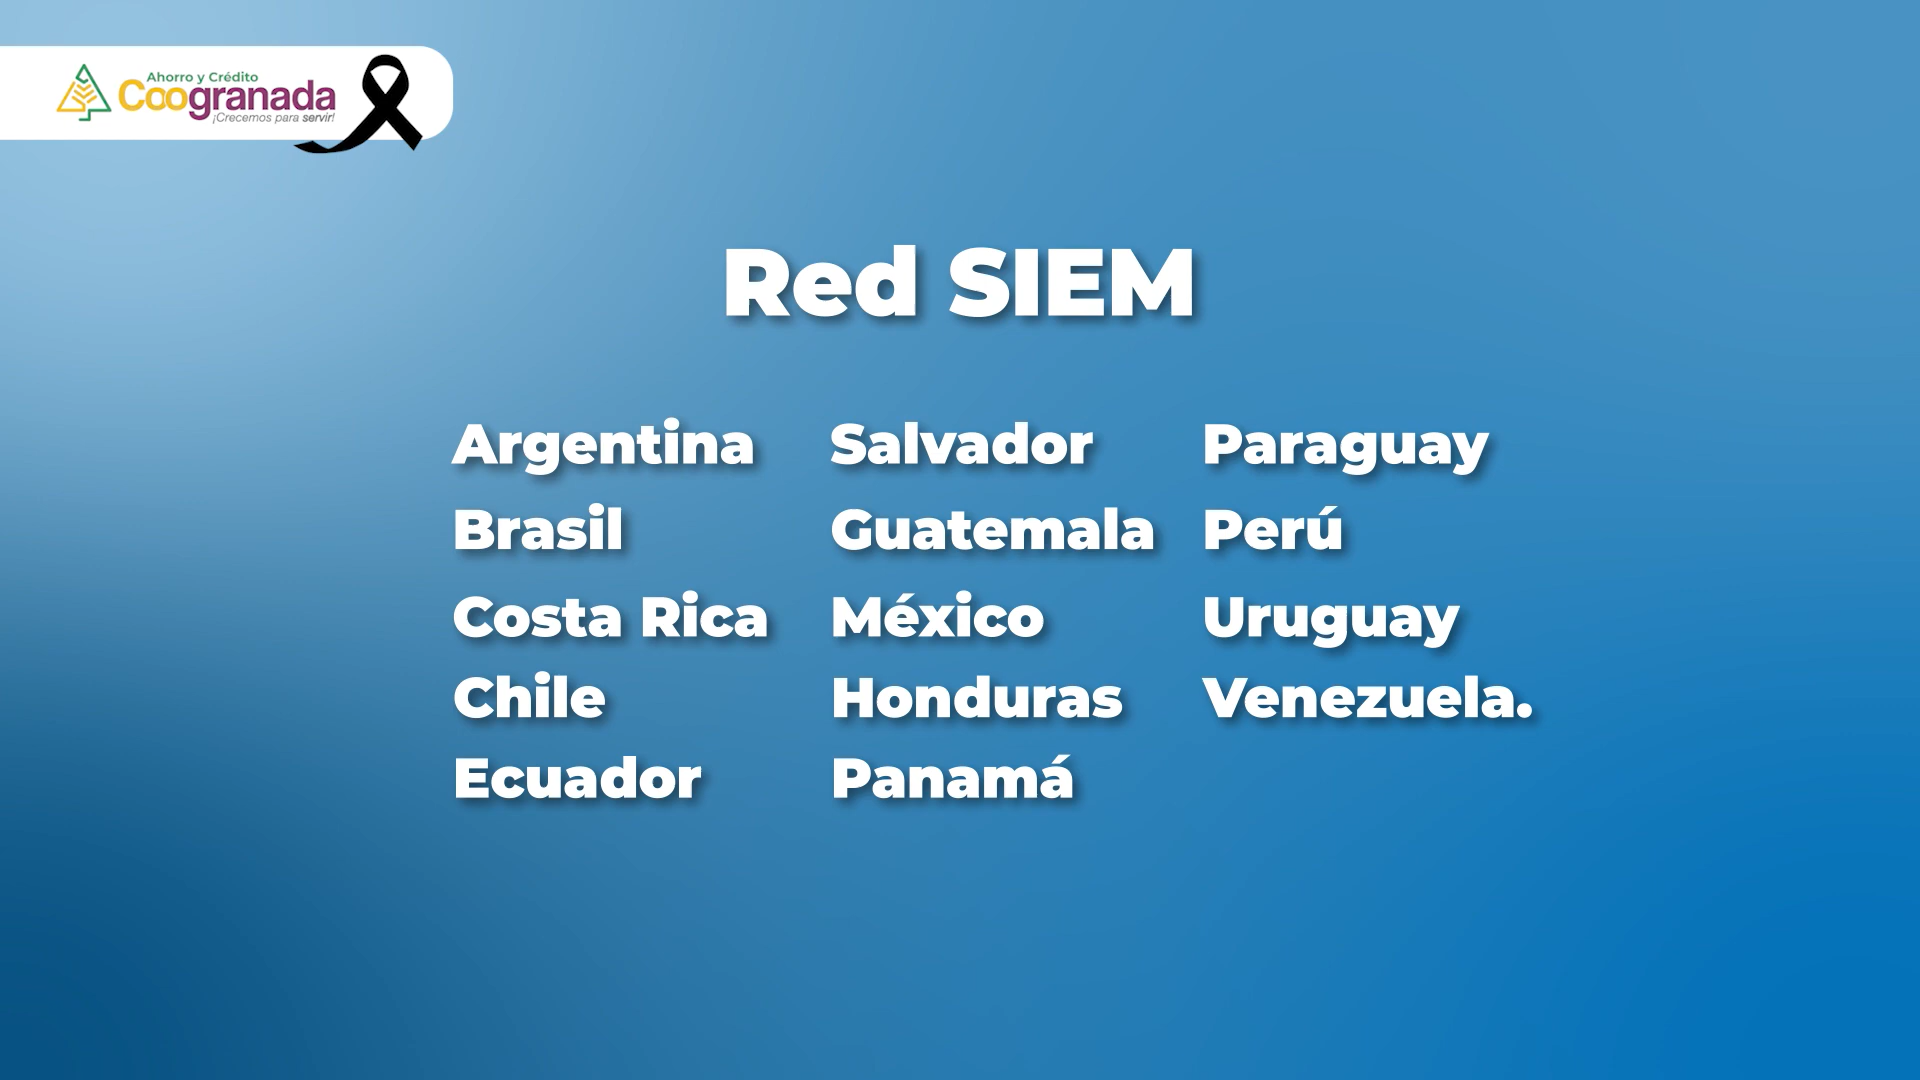 Ahorro y Crédito
Coogranada
¡Crecemos para servir!
Red SIEM
Argentina
Brasil
Costa Rica
Chile
Ecuador
Salvador
Guatemala
México
Honduras
Panamá
Paraguay
Perú
Uruguay
Venezuela.